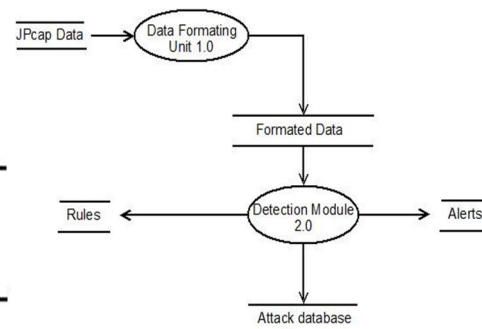 JPcap Data
Data Formating
Unit 1.0
Formated Data
Rules
Detection Module
2.0
Alerts
Attack database